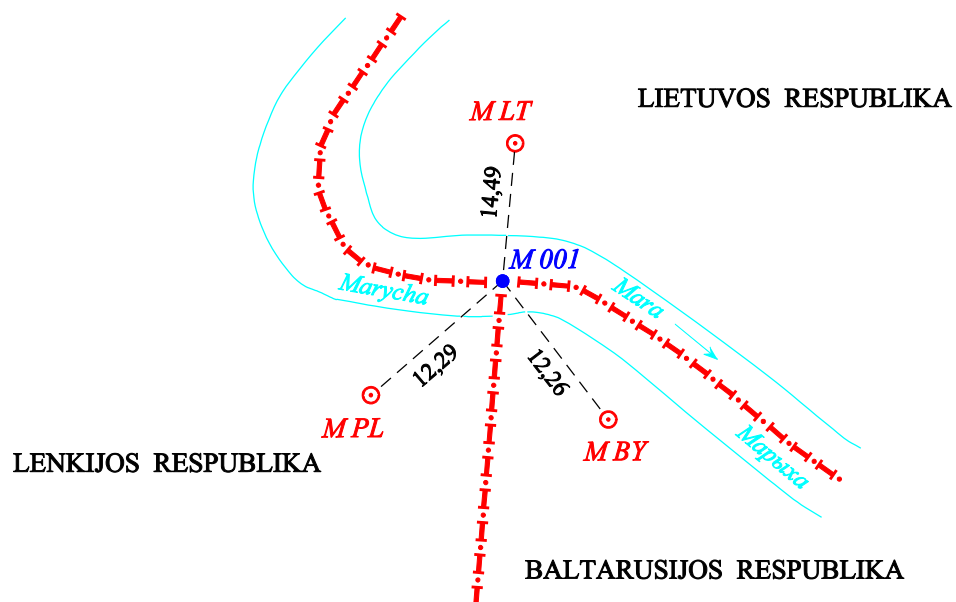 M LT
LIETUVOS RESPUBLIKA
14,49
M 001
Marycha
Mara
12,29
12,26
M PL
M BY
Марыха
LENKIJOS RESPUBLIKA
BALTARUSIJOS RESPUBLIKA